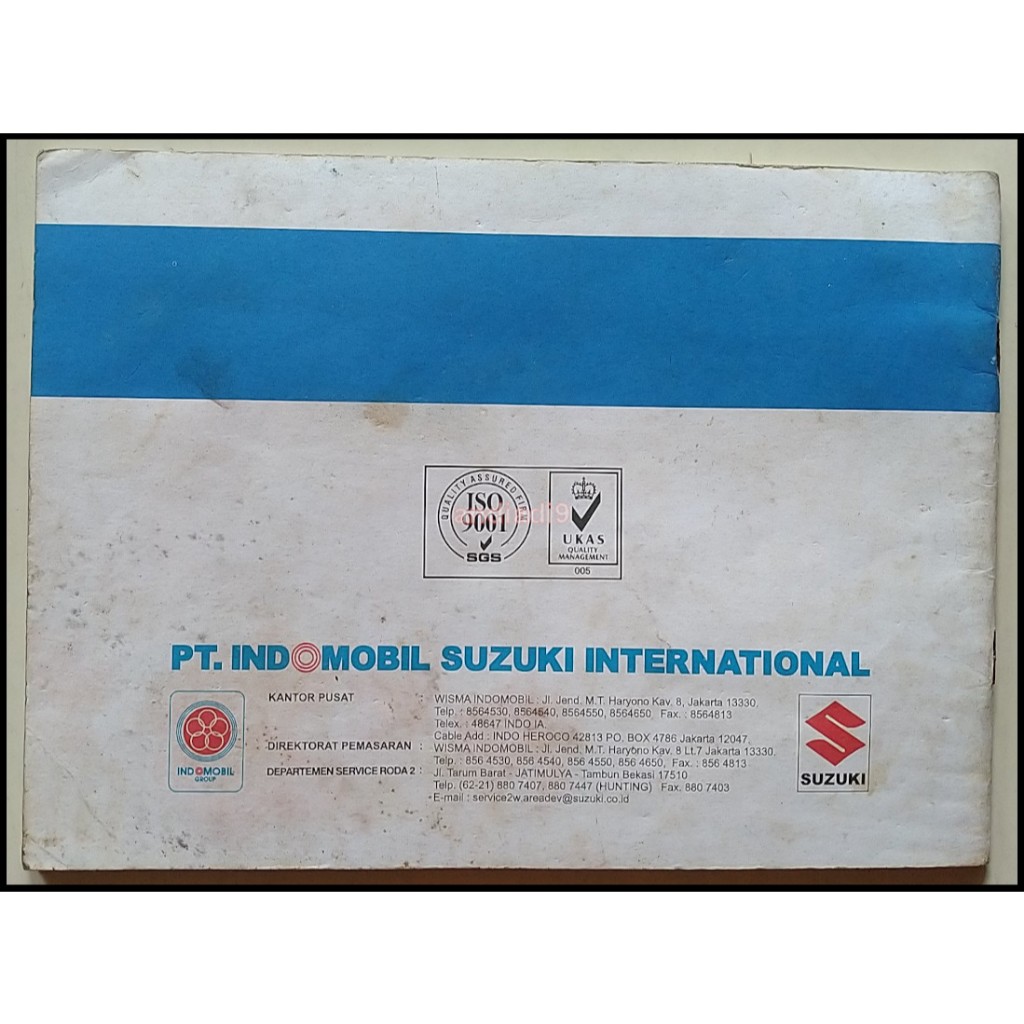 QUALITY ASSURED FIRM
ISO
9001
SGS
UKAS
QUALITY
MANAGEMENT
005
PT. INDOMOBIL SUZUKI INTERNATIONAL
KANTOR PUSAT : WISMA INDOMOBIL : Jl. Jend. M.T. Haryono Kav. 8, Jakarta 13330.
Telp. : 8564530, 8564540, 8564550, 8564650, Fax. : 8564813
Telex. : 48647 INDO.IA.
Cable Add : INDO HEROCO 42813 PO. BOX 4786 Jakarta 12047,
DIREKTORAT PEMASARAN : WISMA INDOMOBIL : Jl. Jend. M.T. Haryono Kav. 8 Lt.7 Jakarta 13330.
Telp. : 856 4530, 856 4540, 856 4550, 856 4650, Fax. : 856 4813
DEPARTEMEN SERVICE RODA 2 : Jl. Tarum Barat - JATIMULYA - Tambun Bekasi 17510
Telp. (62-21) 880 7407, 880 7447 (HUNTING) Fax. 880 7403
E-mail : service2w.areadev@suzuki.co.id
INDOMOBIL
GROUP
SUZUKI